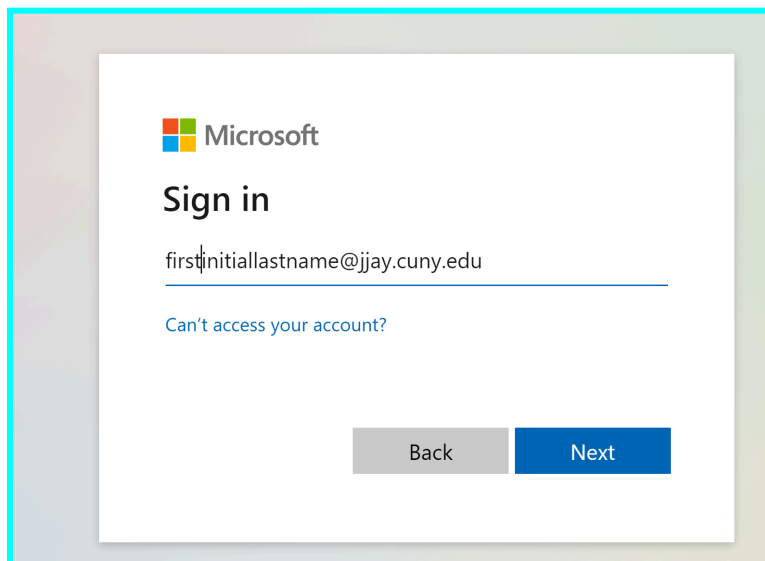 Microsoft
Sign in
firstinitiallastname@jjay.cuny.edu
Can't access your account?
Back Next